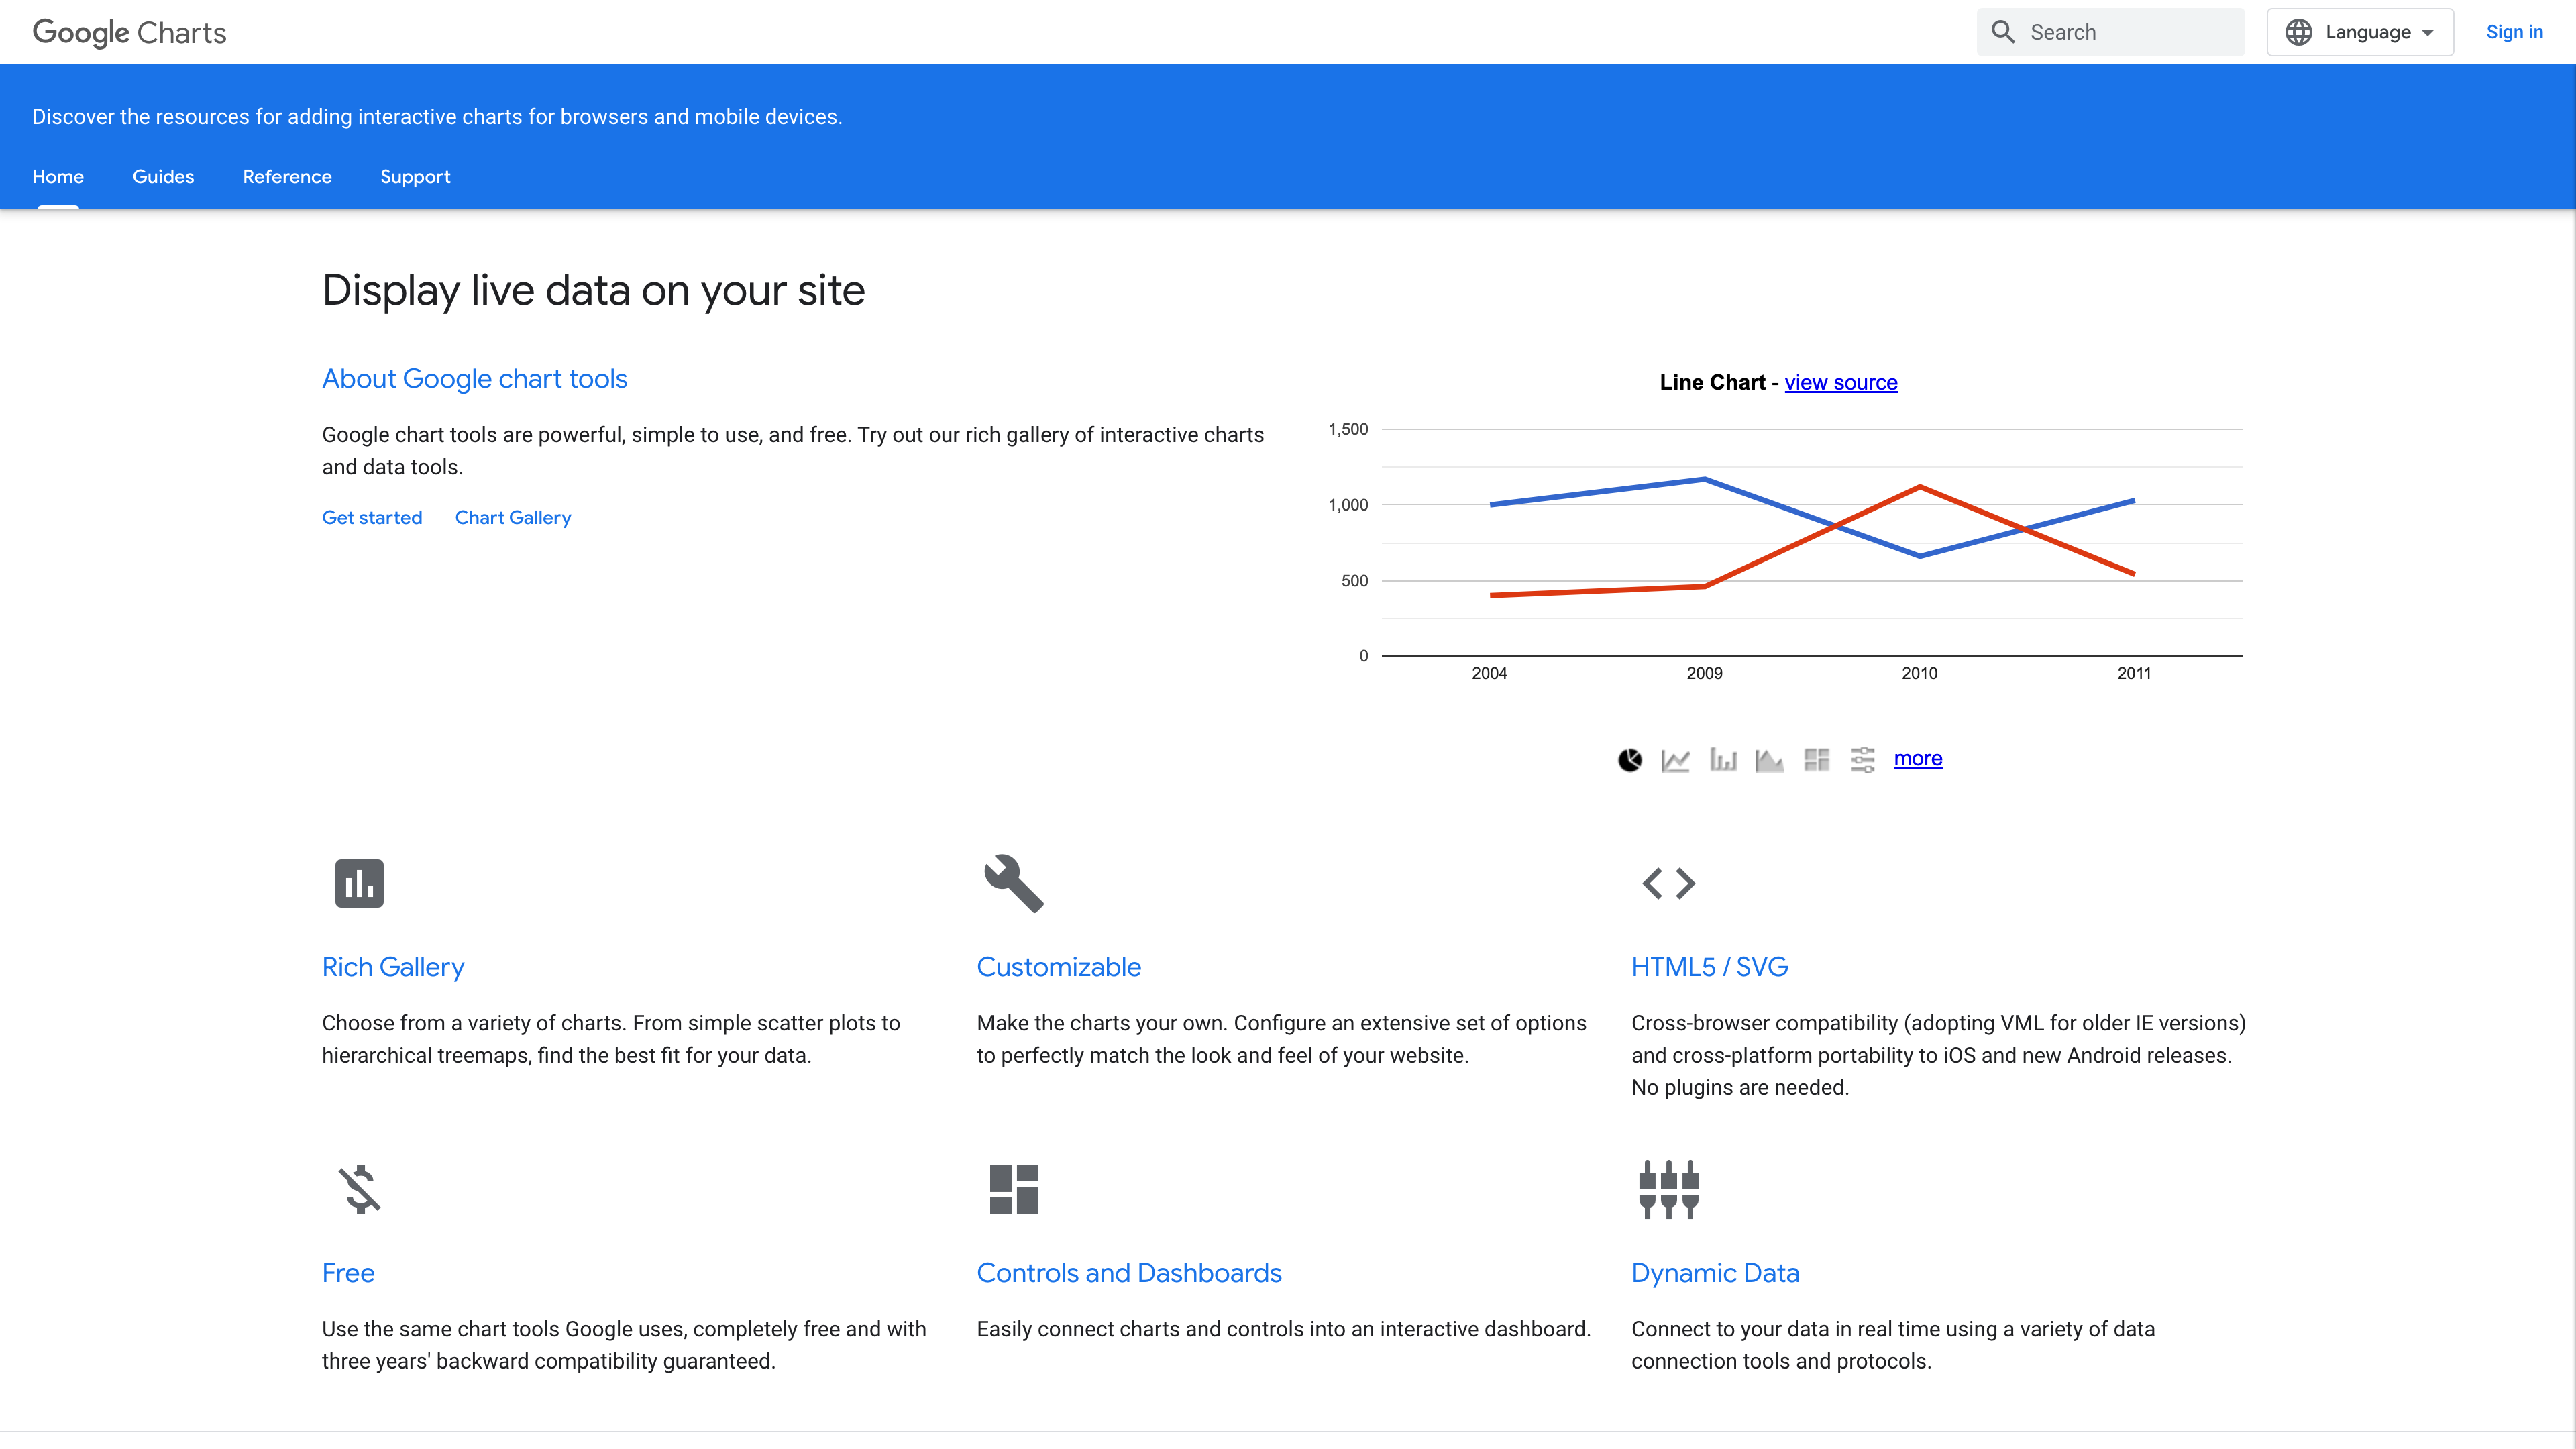 Google Charts
Search
Language
Sign in
Discover the resources for adding interactive charts for browsers and mobile devices.
Home
Guides
Reference
Support
Display live data on your site
About Google chart tools
Google chart tools are powerful, simple to use, and free. Try out our rich gallery of interactive charts
and data tools.
Get started
Chart Gallery
Line Chart - view source
1,500
1,000
500
0
2004
2009
2010
2011
more
Rich Gallery
Choose from a variety of charts. From simple scatter plots to
hierarchical treemaps, find the best fit for your data.
Customizable
Make the charts your own. Configure an extensive set of options
to perfectly match the look and feel of your website.
HTML5 / SVG
Cross-browser compatibility (adopting VML for older IE versions)
and cross-platform portability to iOS and new Android releases.
No plugins are needed.
Free
Use the same chart tools Google uses, completely free and with
three years' backward compatibility guaranteed.
Controls and Dashboards
Easily connect charts and controls into an interactive dashboard.
Dynamic Data
Connect to your data in real time using a variety of data
connection tools and protocols.